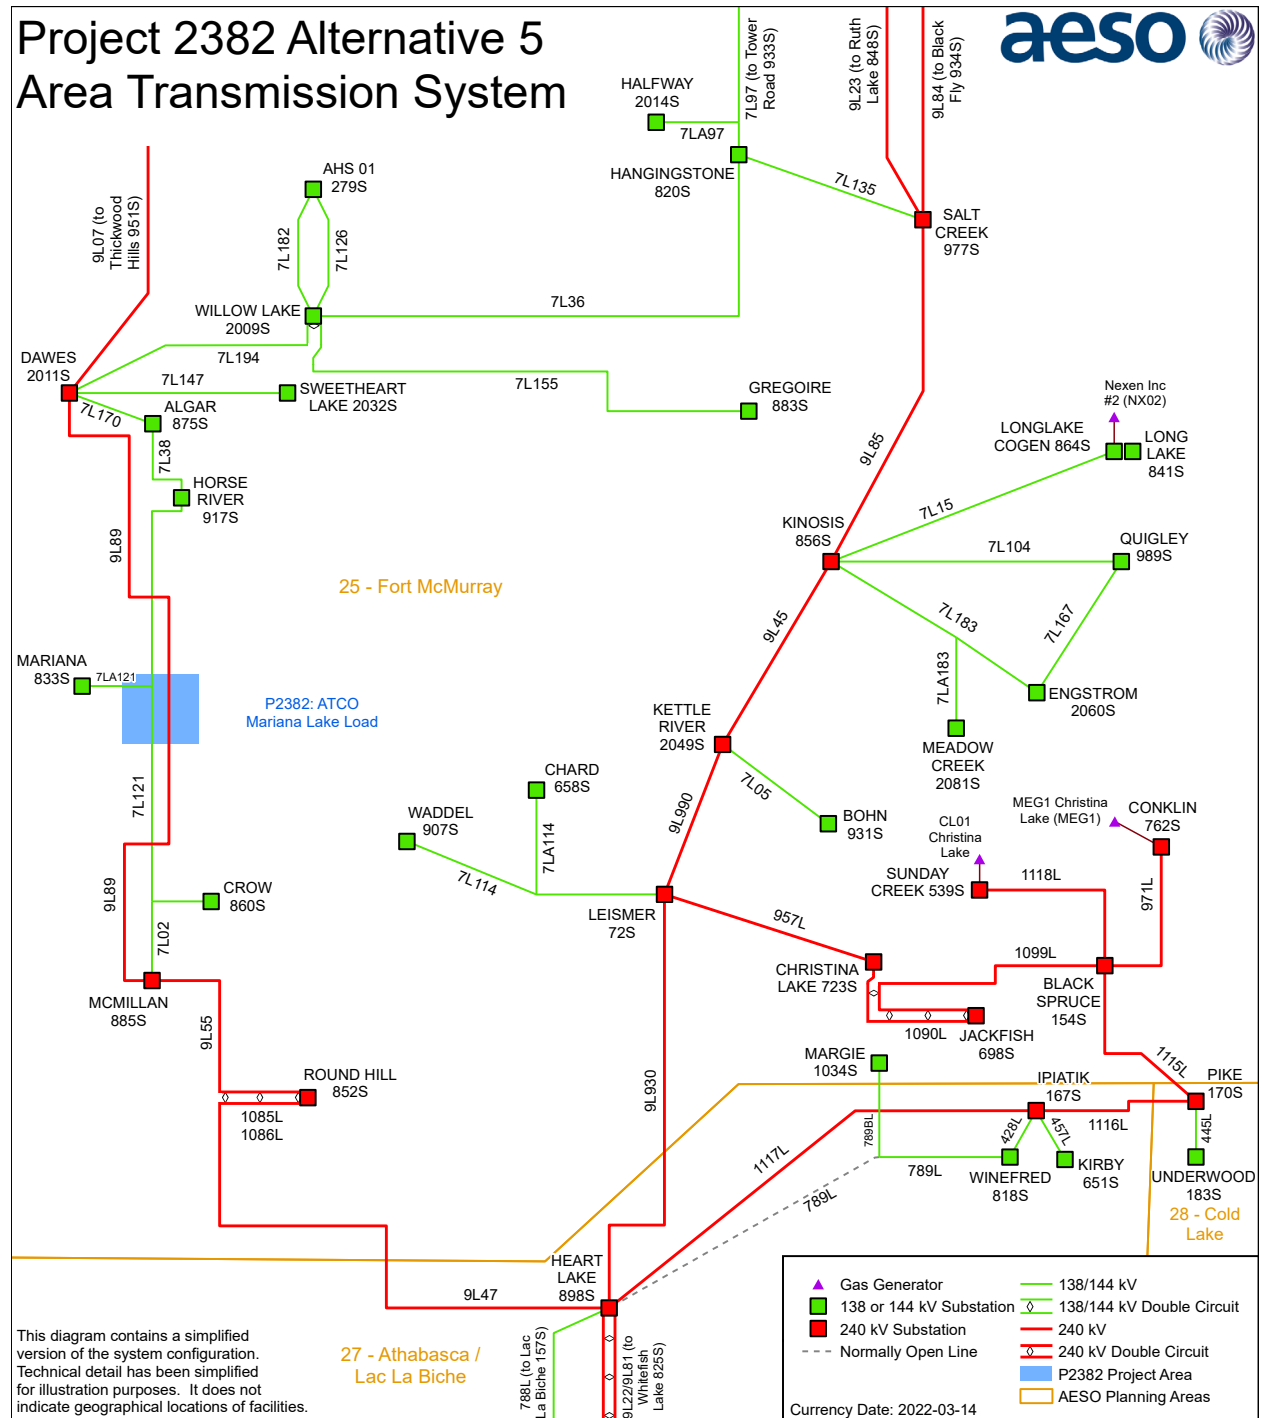 Project 2382 Alternative 5
Area Transmission System
aeso
7L97 (to Tower
Road 933S)
9L23 (to Ruth
Lake 848S)
9L84 (to Black
Fly 934S)
HALFWAY
2014S
7LA97
HANGINGSTONE
820S
7L135
SALT
CREEK
977S
9L07 (to
Thickwood
Hills 951S)
AHS 01
279S
7L182
7L126
WILLOW LAKE
2009S
7L36
7L194
DAWES
2011S
7L147
SWEETHEART
LAKE 2032S
7L155
GREGOIRE
883S
7L170
ALGAR
875S
7L38
HORSE
RIVER
917S
9L89
9L85
Nexen Inc
#2 (NX02)
LONGLAKE
COGEN 864S
LONG
LAKE
841S
7L15
KINOSIS
856S
7L104
QUIGLEY
989S
25 - Fort McMurray
7L183
7L167
9L45
7LA183
ENGSTROM
2060S
MEADOW
CREEK
2081S
MARIANA
833S
7LA121
P2382: ATCO
Mariana Lake Load
KETTLE
RIVER
2049S
7L05
BOHN
931S
7L121
CHARD
658S
WADDEL
907S
7LA114
7L114
9L990
MEG1 Christina
Lake (MEG1)
CONKLIN
762S
CL01
Christina
Lake
SUNDAY
CREEK 539S
1118L
971L
9L89
CROW
860S
7L02
LEISMER
72S
957L
MCMILLAN
885S
CHRISTINA
LAKE 723S
1099L
BLACK
SPRUCE
154S
9L55
1090L
JACKFISH
698S
ROUND HILL
852S
1085L
1086L
9L930
MARGIE
1034S
1115L
IPIATIK
167S
PIKE
170S
789BL
428L
457L
1116L
445L
1117L
789L
WINEFRED
818S
KIRBY
651S
UNDERWOOD
183S
789L
28 - Cold
Lake
HEART
LAKE
898S
9L47
27 - Athabasca /
Lac La Biche
788L (to Lac
La Biche 157S)
9L22/9L81 (to
Whitefish
Lake 825S)
This diagram contains a simplified
version of the system configuration.
Technical detail has been simplified
for illustration purposes. It does not
indicate geographical locations of facilities.
Gas Generator
138 or 144 kV Substation
240 kV Substation
Normally Open Line
138/144 kV
138/144 kV Double Circuit
240 kV
240 kV Double Circuit
P2382 Project Area
AESO Planning Areas
Currency Date: 2022-03-14